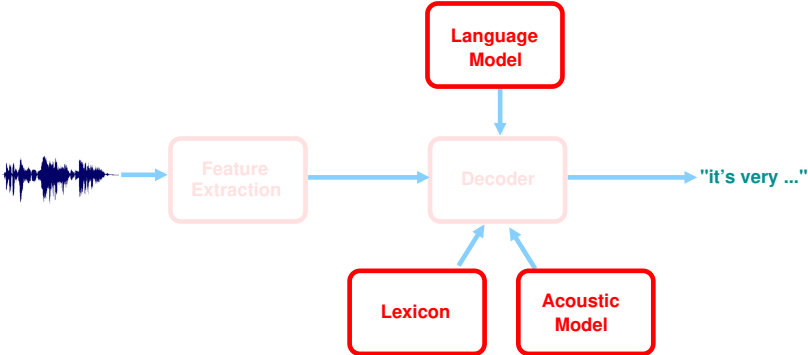 Language
Model
Feature
Extraction
Decoder
"it's very ..."
Lexicon
Acoustic
Model